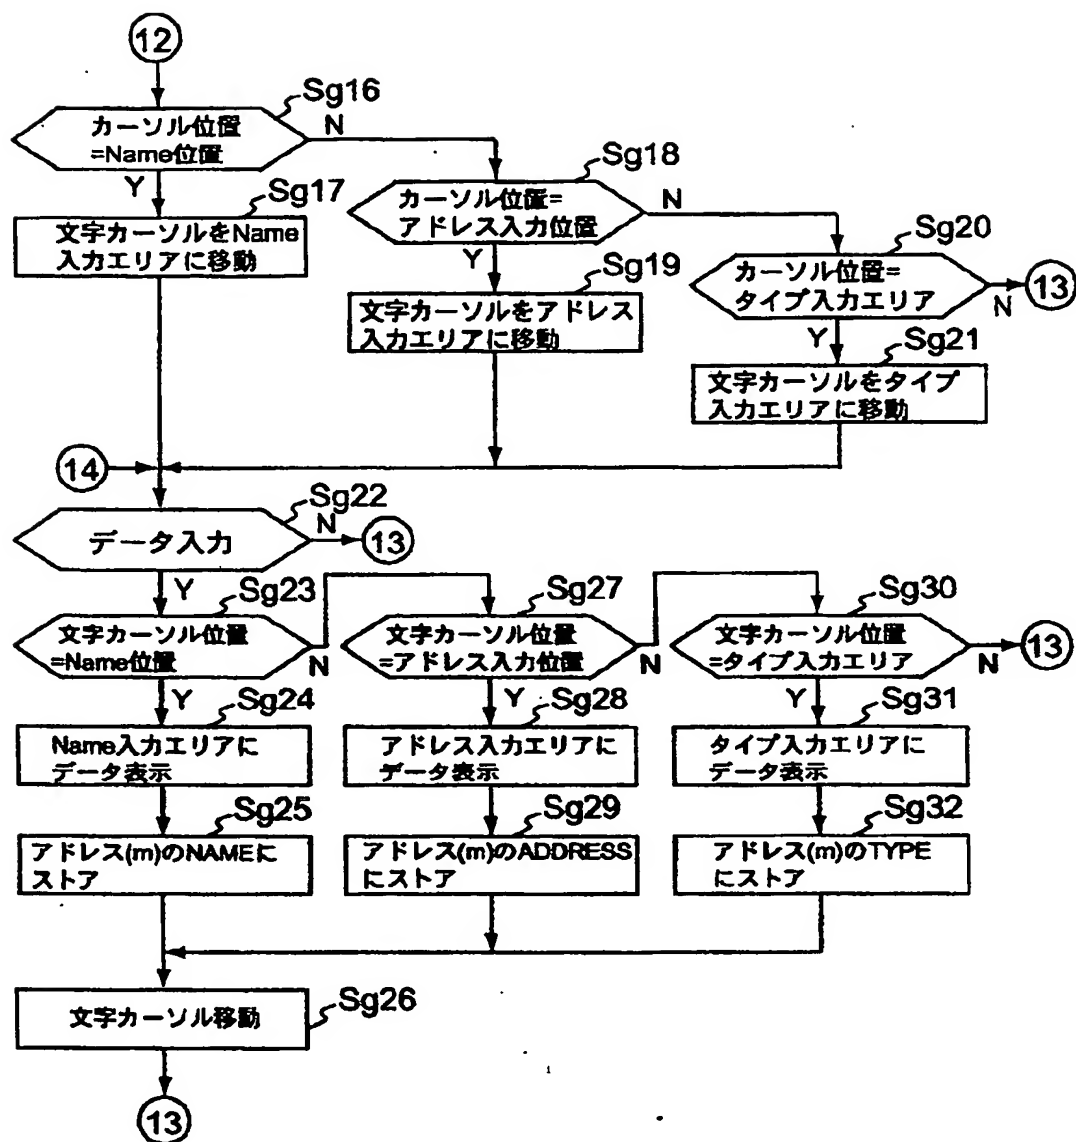 12
Sg16
カーソル位置
=Name位置
N
Y
Sg17
文字カーソルをName
入力エリアに移動
Sg18
カーソル位置=
アドレス入力位置
N
Y
Sg19
文字カーソルをアドレス
入力エリアに移動
Sg20
カーソル位置=
タイプ入力エリア
N
13
Y
Sg21
文字カーソルをタイプ
入力エリアに移動
14
Sg22
データ入力
N
13
Y
Sg23
文字カーソル位置
=Name位置
N
Y
Sg24
Name入力エリアに
データ表示
Sg25
アドレス(m)のNAMEに
ストア
Sg27
文字カーソル位置
=アドレス入力位置
N
Y
Sg28
アドレス入力エリアに
データ表示
Sg29
アドレス(m)のADDRESS
にストア
Sg30
文字カーソル位置
=タイプ入力エリア
N
13
Y
Sg31
タイプ入力エリアに
データ表示
Sg32
アドレス(m)のTYPE
にストア
文字カーソル移動
Sg26
13